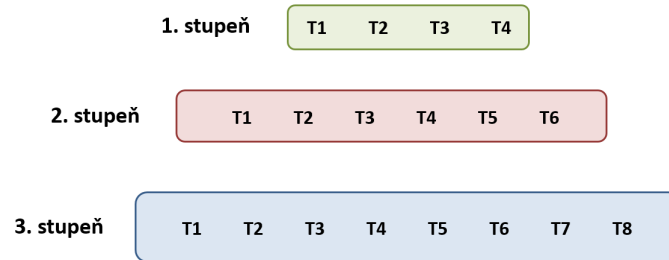 1. stupeň T1 T2 T3 T4
2. stupeň T1 T2 T3 T4 T5 T6
3. stupeň T1 T2 T3 T4 T5 T6 T7 T8